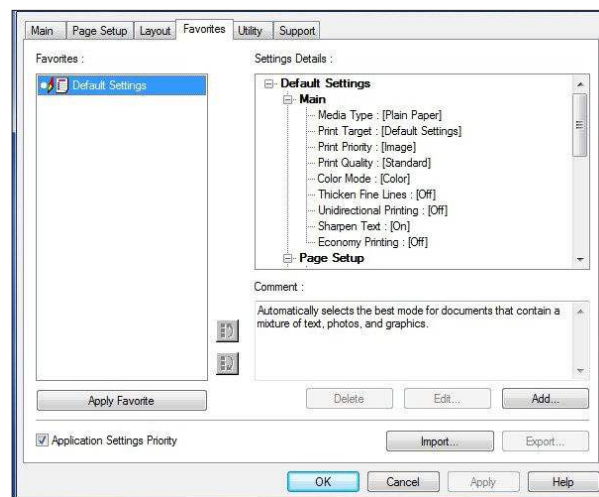 Main Page Setup Layout Favorites Utility Support
Favorites : Settings Details :
Default Settings
Default Settings
Main
Media Type : [Plain Paper]
Print Target : [Default Settings]
Print Priority : [Image]
Print Quality : [Standard]
Color Mode : [Color]
Thicken Fine Lines : [Off]
Unidirectional Printing : [Off]
Sharpen Text : [On]
Economy Printing : [Off]
Page Setup
Comment :
Automatically selects the best mode for documents that contain a
mixture of text, photos, and graphics.
Apply Favorite Delete Edit... Add...
Application Settings Priority Import... Export...
OK Cancel Apply Help